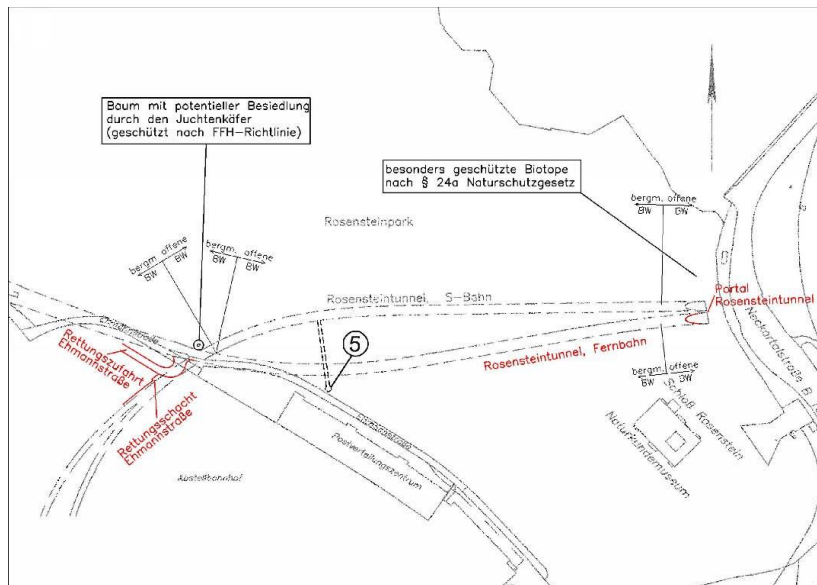 Baum mit potentieller Besiedlung
durch den Juchtenkäfer
(geschützt nach FFH-Richtlinie)
besonders geschützte Biotope
nach § 24a Naturschutzgesetz
bergm. offene
BW BW
Rosensteinpark
bergm. offene
BW BW
bergm. offene
BW BW
Rosensteintunnel, S-Bahn
Portal
Rosensteintunnel
Ehmannstraße
Neckartalstraße B
Rettungszufahrt
Ehmannstraße
5
Rosensteintunnel, Fernbahn
bergm. offene
BW BW
Schloß Rosenstein
Naturkundemuseum
Rettungsschacht
Ehmannstraße
Ehmannstraße
Postverteilungszentrum
Abstellbahnhof